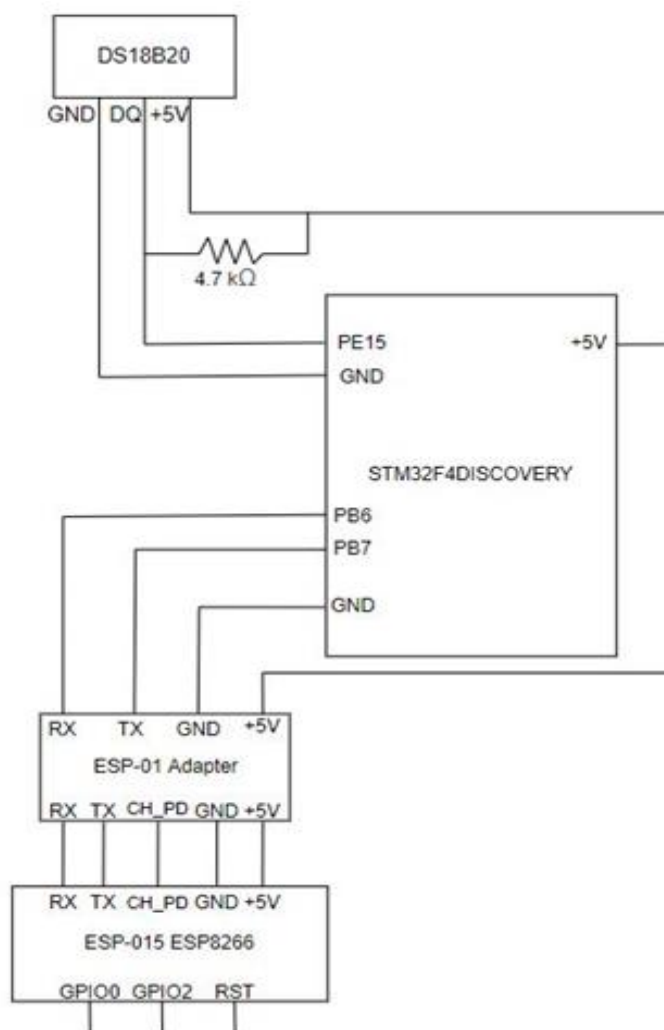 DS18B20
GND DQ +5V
4.7 kΩ
PE15 +5V
GND
STM32F4DISCOVERY
PB6
PB7
GND
RX TX GND +5V
ESP-01 Adapter
RX TX CH_PD GND +5V
RX TX CH_PD GND +5V
ESP-015 ESP8266
GPIO0 GPIO2 RST